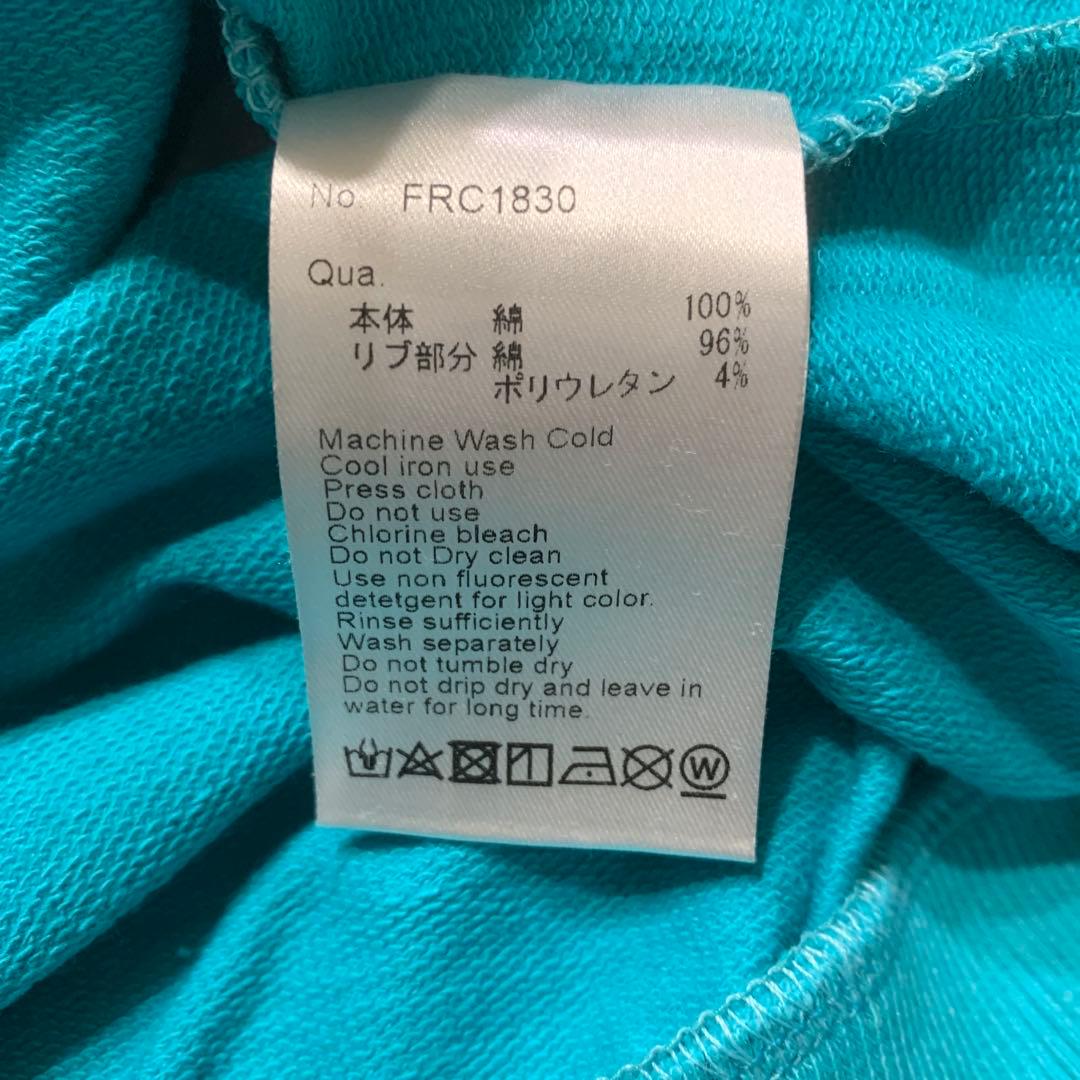 No. FRC1830
Qua.
本体 綿 100%
リブ部分 綿 96%
ポリウレタン 4%
Machine Wash Cold
Cool iron use
Press cloth
Do not use
Chlorine bleach
Do not Dry clean
Use non fluorescent
detetgent for light color.
Rinse sufficiently
Wash separately
Do not tumble dry
Do not drip dry and leave in
water for long time.
W